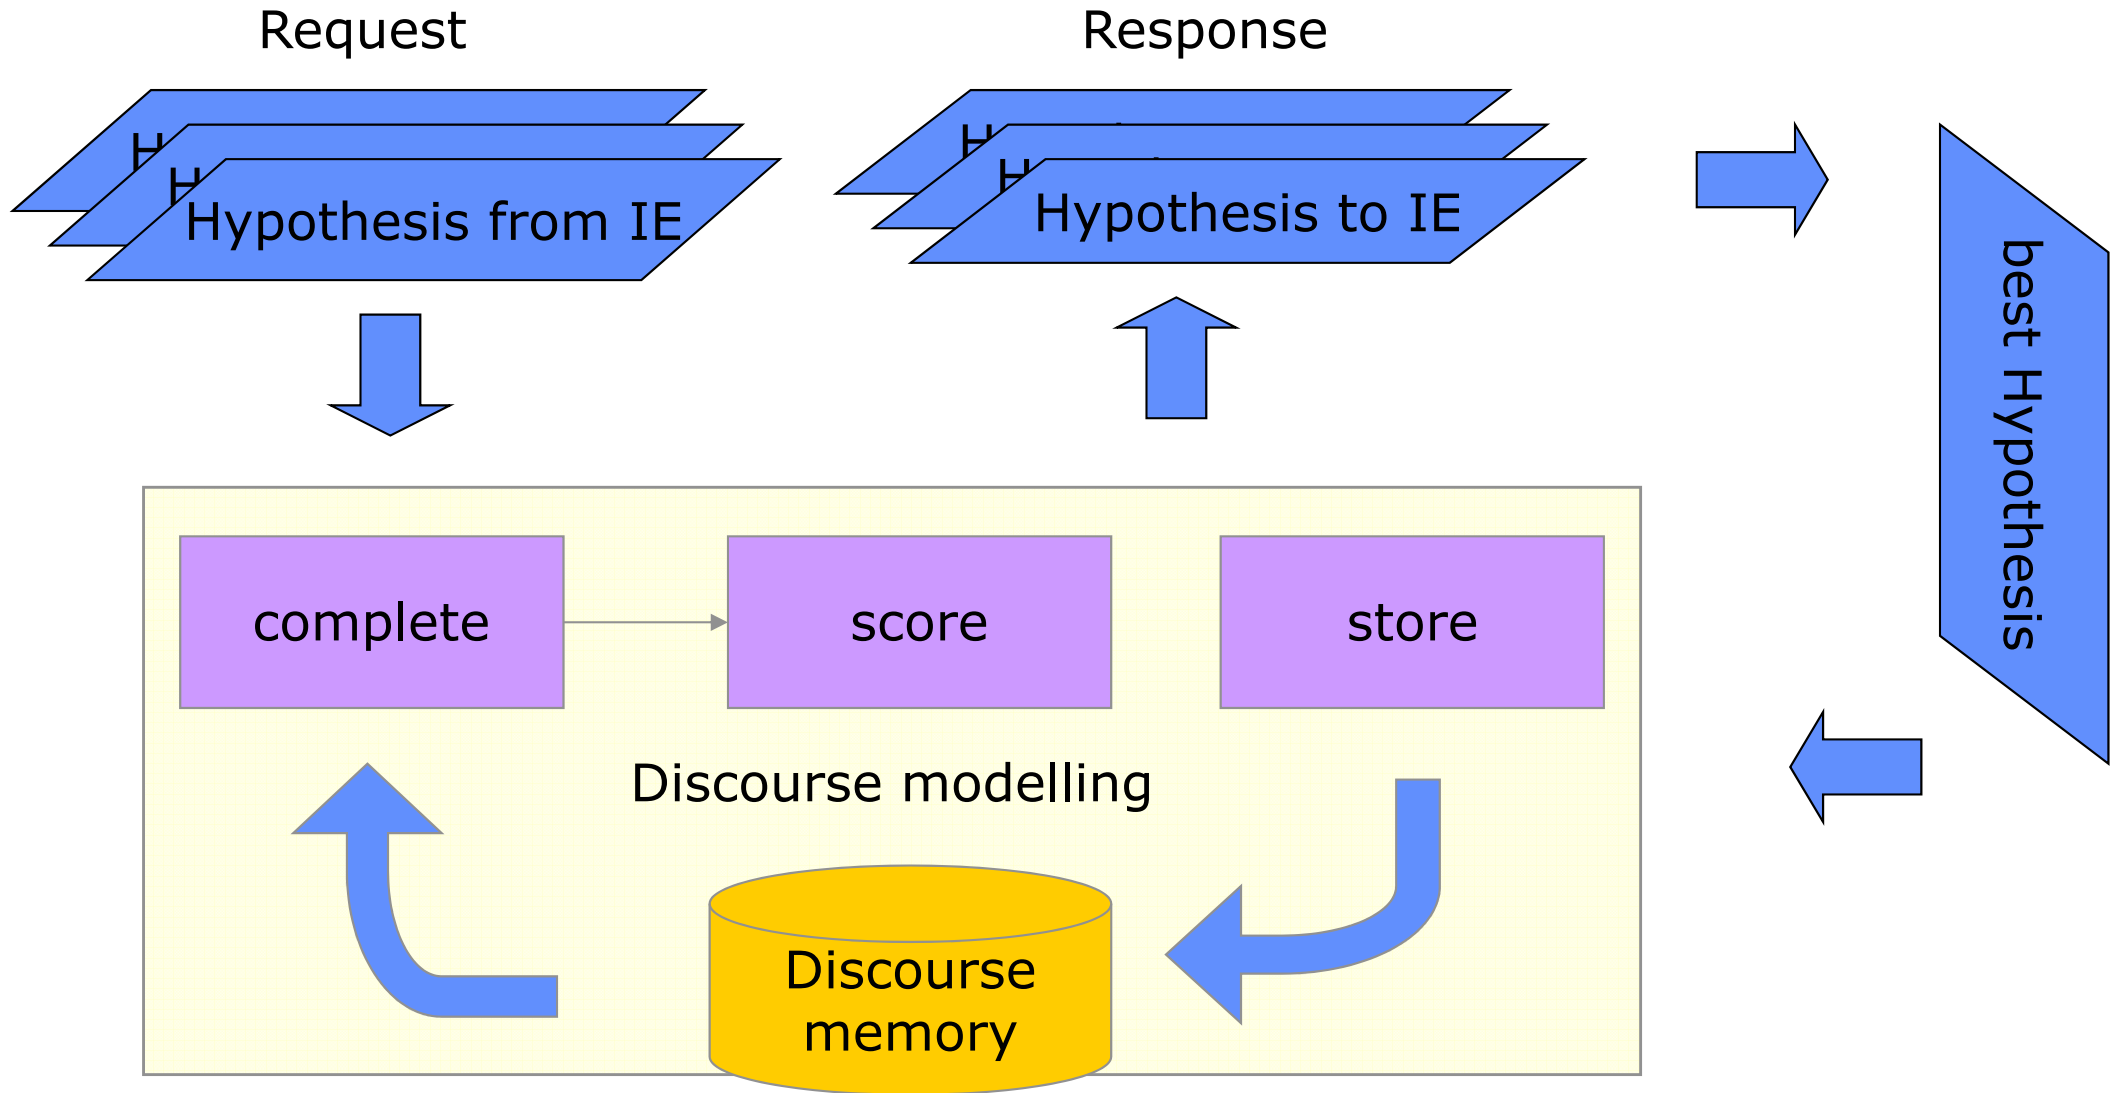 Request
Response
H
H
Hypothesis from IE
H
H
Hypothesis to IE
best Hypothesis
complete
score
store
Discourse modelling
Discourse
memory